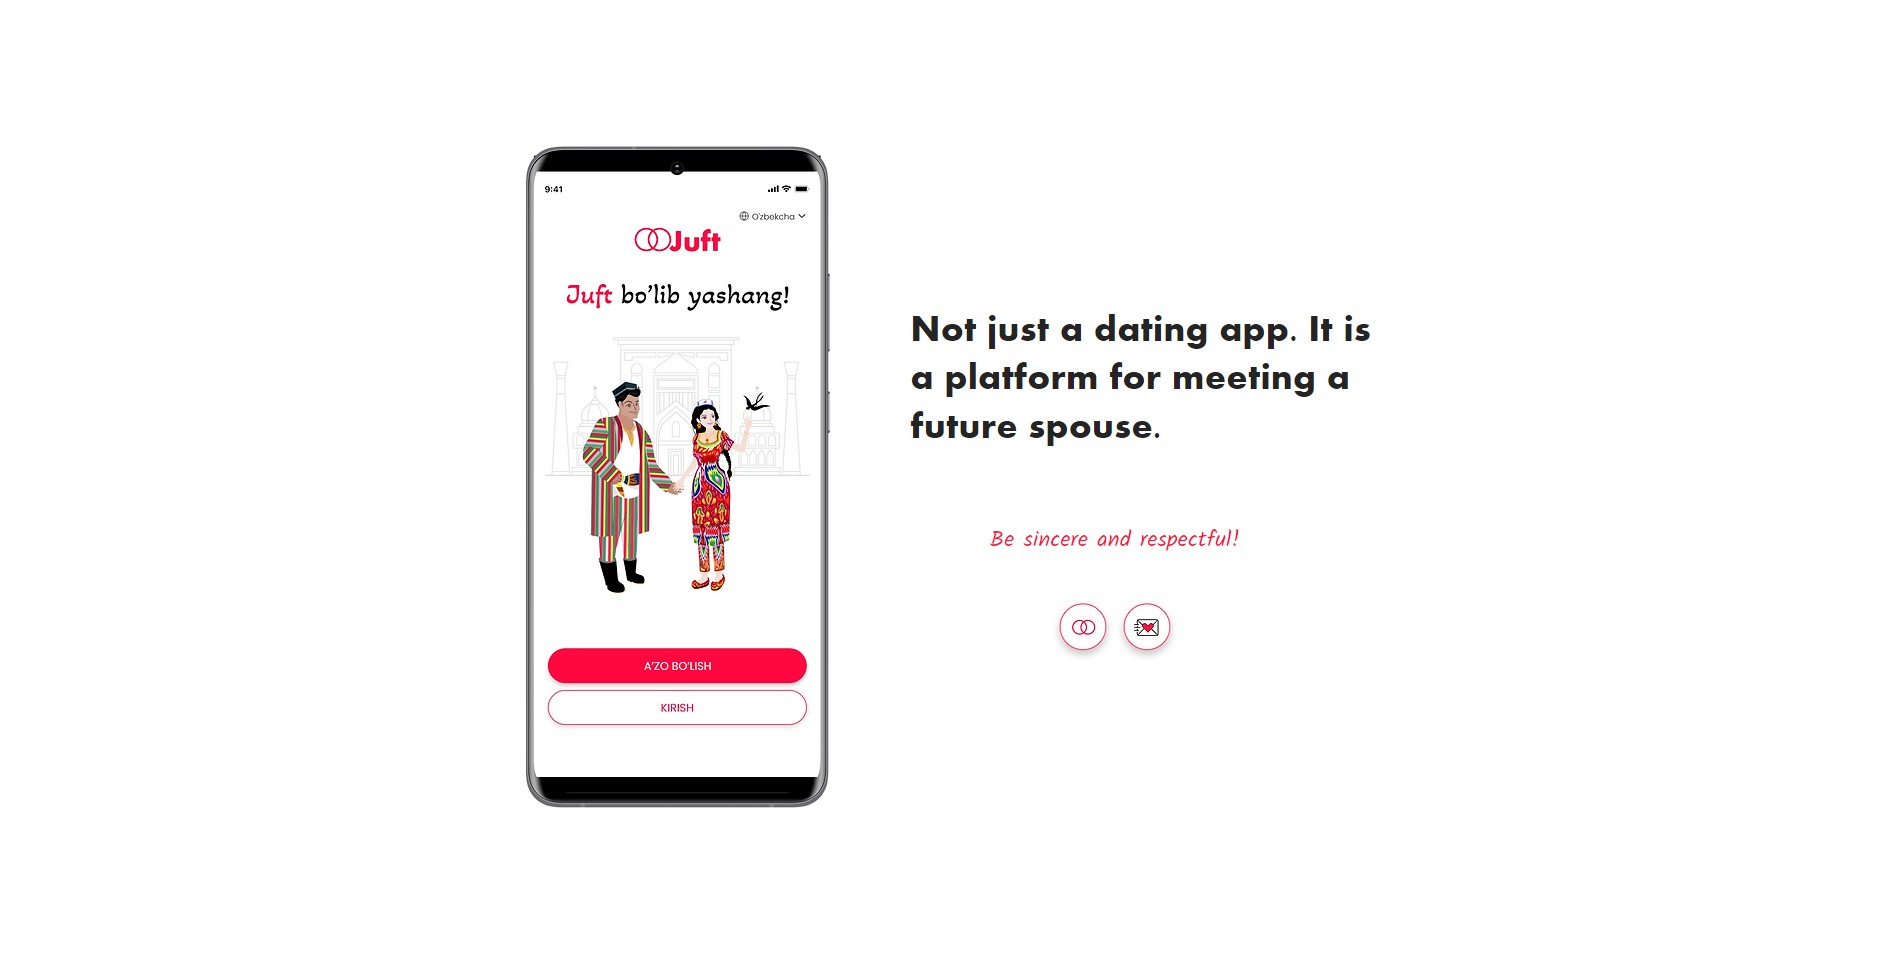 9:41
O'zbekcha
Juft
Juft bo'lib yashang!
A'ZO BO'LISH
KIRISH
Not just a dating app. It is
a platform for meeting a
future spouse.
Be sincere and respectful!